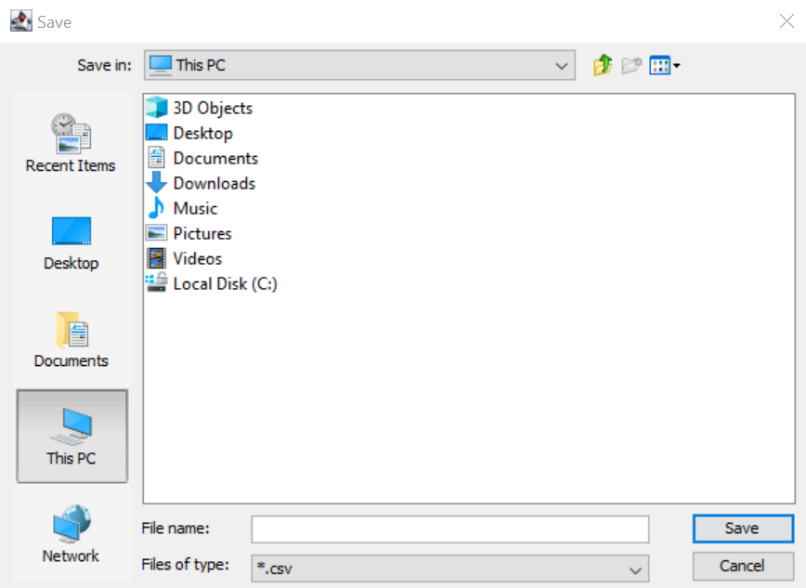 Save
Save in: This PC
Recent Items
Desktop
Documents
This PC
Network
3D Objects
Desktop
Documents
Downloads
Music
Pictures
Videos
Local Disk (C:)
File name:
Save
Files of type: *.csv
Cancel